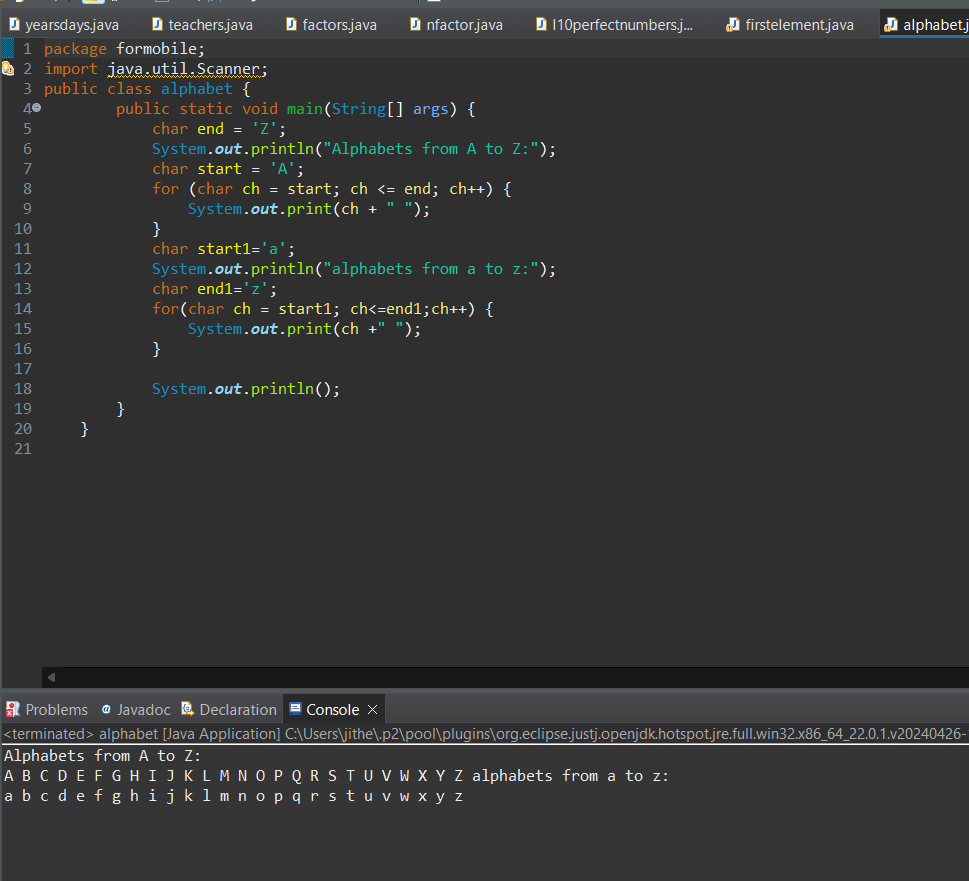 yearsdays.java teachers.java factors.java nfactor.java l10perfectnumbers.j... firstelement.java alphabet.j
1 package formobile;
2 import java.util.Scanner;
3 public class alphabet {
4 public static void main(String[] args) {
5 char end = 'Z';
6 System.out.println("Alphabets from A to Z:");
7 char start = 'A';
8 for (char ch = start; ch <= end; ch++) {
9 System.out.print(ch + " ");
10 }
11 char start1='a';
12 System.out.println("alphabets from a to z:");
13 char end1='z';
14 for(char ch = start1; ch<=end1;ch++) {
15 System.out.print(ch +" ");
16 }
17
18 System.out.println();
19 }
20 }
21
Problems Javadoc Declaration Console
<terminated> alphabet [Java Application] C:\Users\jithe\.p2\pool\plugins\org.eclipse.justj.openjdk.hotspot.jre.full.win32.x86_64_22.0.1.v20240426-
Alphabets from A to Z:
A B C D E F G H I J K L M N O P Q R S T U V W X Y Z alphabets from a to z:
a b c d e f g h i j k l m n o p q r s t u v w x y z